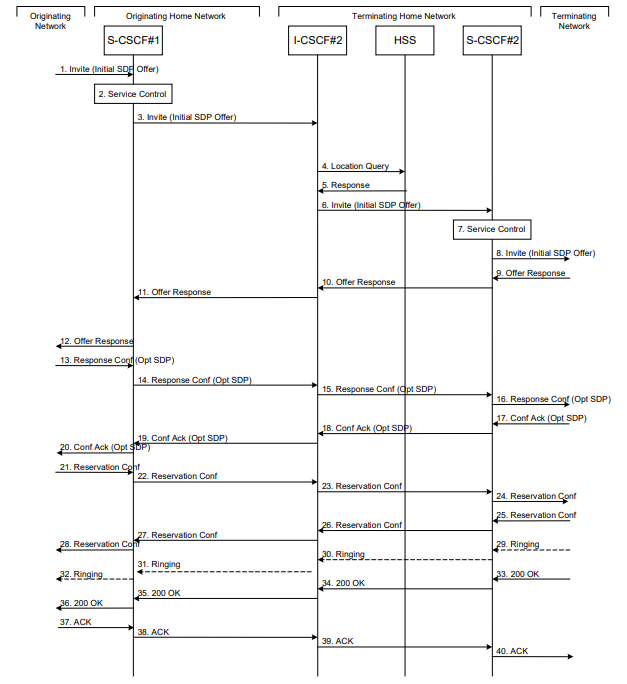 Originating
Network
Originating Home Network
Terminating Home Network
Terminating
Network
S-CSCF#1
I-CSCF#2
HSS
S-CSCF#2
1. Invite (Initial SDP Offer)
2. Service Control
3. Invite (Initial SDP Offer)
4. Location Query
5. Response
6. Invite (Initial SDP Offer)
7. Service Control
8. Invite (Initial SDP Offer)
9. Offer Response
10. Offer Response
11. Offer Response
12. Offer Response
13. Response Conf (Opt SDP)
14. Response Conf (Opt SDP)
15. Response Conf (Opt SDP)
16. Response Conf (Opt SDP)
17. Conf Ack (Opt SDP)
18. Conf Ack (Opt SDP)
19. Conf Ack (Opt SDP)
20. Conf Ack (Opt SDP)
21. Reservation Conf
22. Reservation Conf
23. Reservation Conf
24. Reservation Conf
25. Reservation Conf
26. Reservation Conf
27. Reservation Conf
28. Reservation Conf
29. Ringing
30. Ringing
31. Ringing
32. Ringing
33. 200 OK
34. 200 OK
35. 200 OK
36. 200 OK
37. ACK
38. ACK
39. ACK
40. ACK